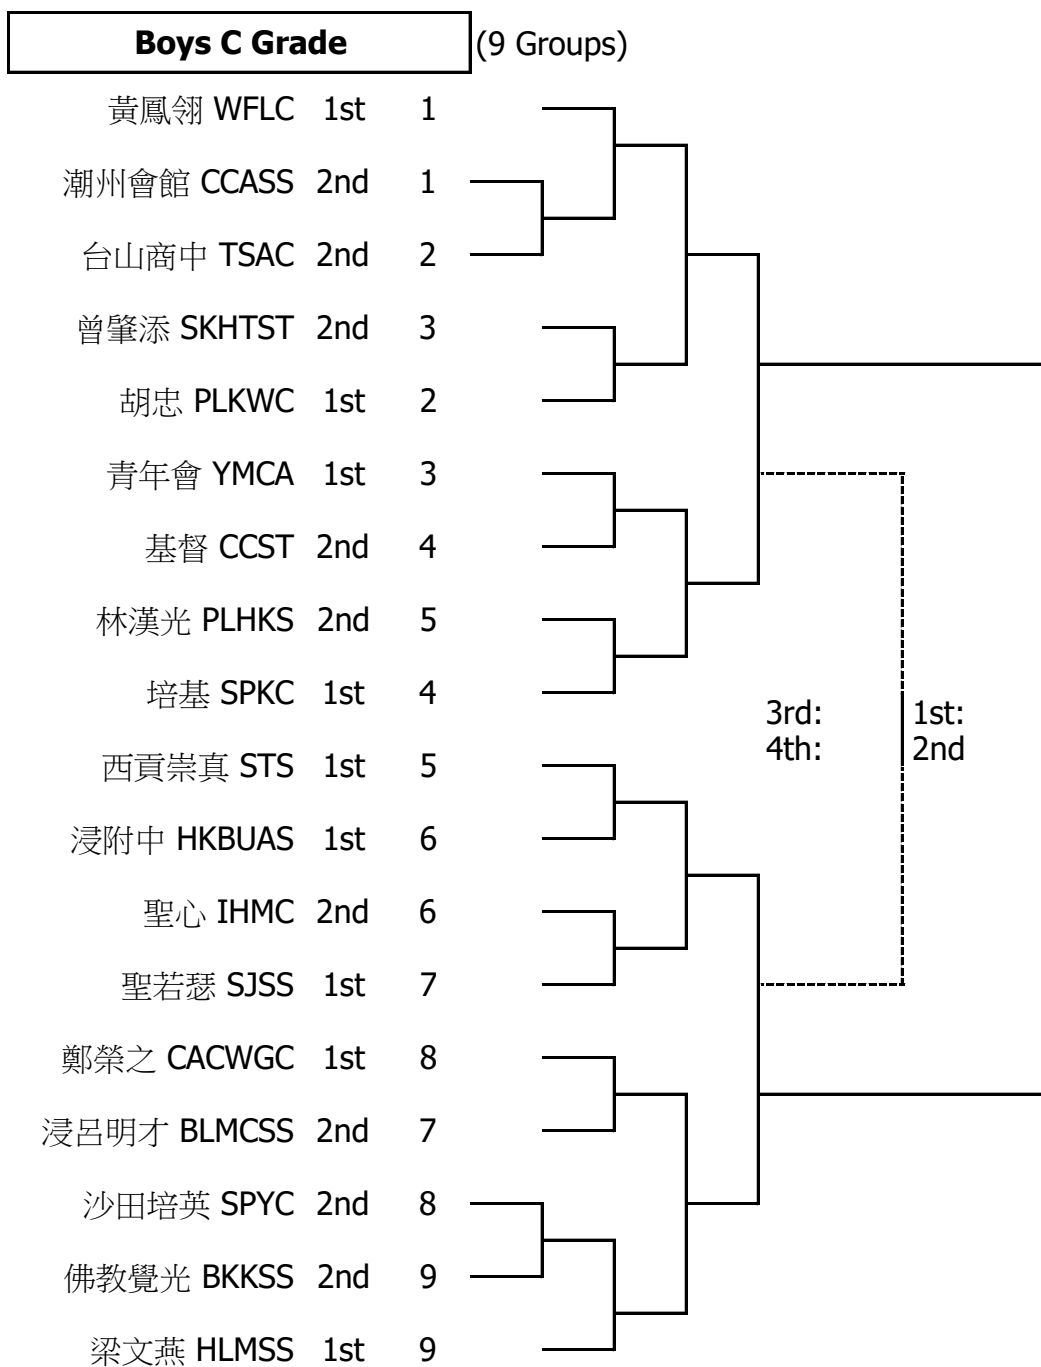 Boys C Grade (9 Groups)
黃鳳翎 WFLC 1st 1
潮州會館 CCASS 2nd 1
台山商中 TSAC 2nd 2
曾肇添 SKHTST 2nd 3
胡忠 PLKWC 1st 2
青年會 YMCA 1st 3
基督 CCST 2nd 4
林漢光 PLHKS 2nd 5
培基 SPKC 1st 4
3rd: 1st:
4th: 2nd
西貢崇真 STS 1st 5
浸附中 HKBUAS 1st 6
聖心 IHMC 2nd 6
聖若瑟 SJSS 1st 7
鄭榮之 CACWGC 1st 8
浸呂明才 BLMCSS 2nd 7
沙田培英 SPYC 2nd 8
佛教覺光 BKKSS 2nd 9
梁文燕 HLMSS 1st 9